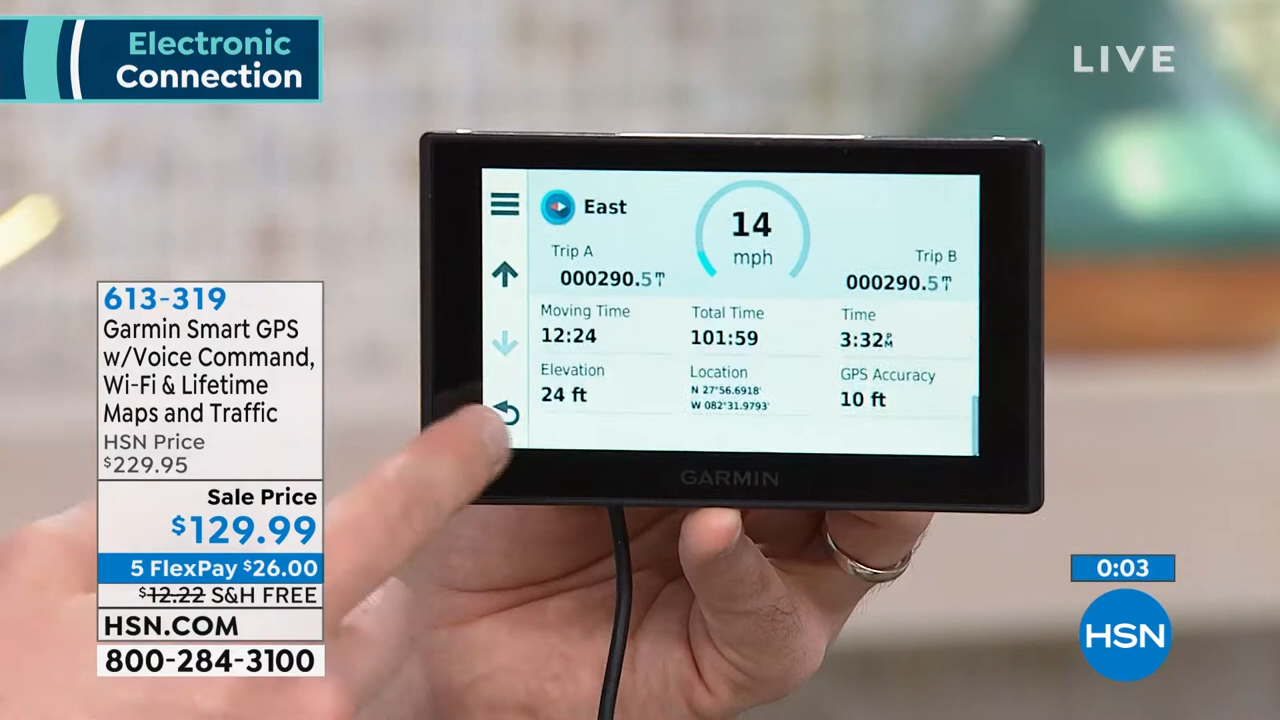 Electronic
Connection
LIVE
East
14
mph
Trip A
000290.5
Trip B
000290.5
Moving Time
12:24
Total Time
101:59
Time
3:32PM
Elevation
24 ft
Location
N 27°56.6918'
W 082°31.9793'
GPS Accuracy
10 ft
GARMIN
613-319
Garmin Smart GPS
w/Voice Command,
Wi-Fi & Lifetime
Maps and Traffic
HSN Price
$229.95
Sale Price
$129.99
5 FlexPay $26.00
$12.22 S&H FREE
HSN.COM
800-284-3100
0:03
HSN